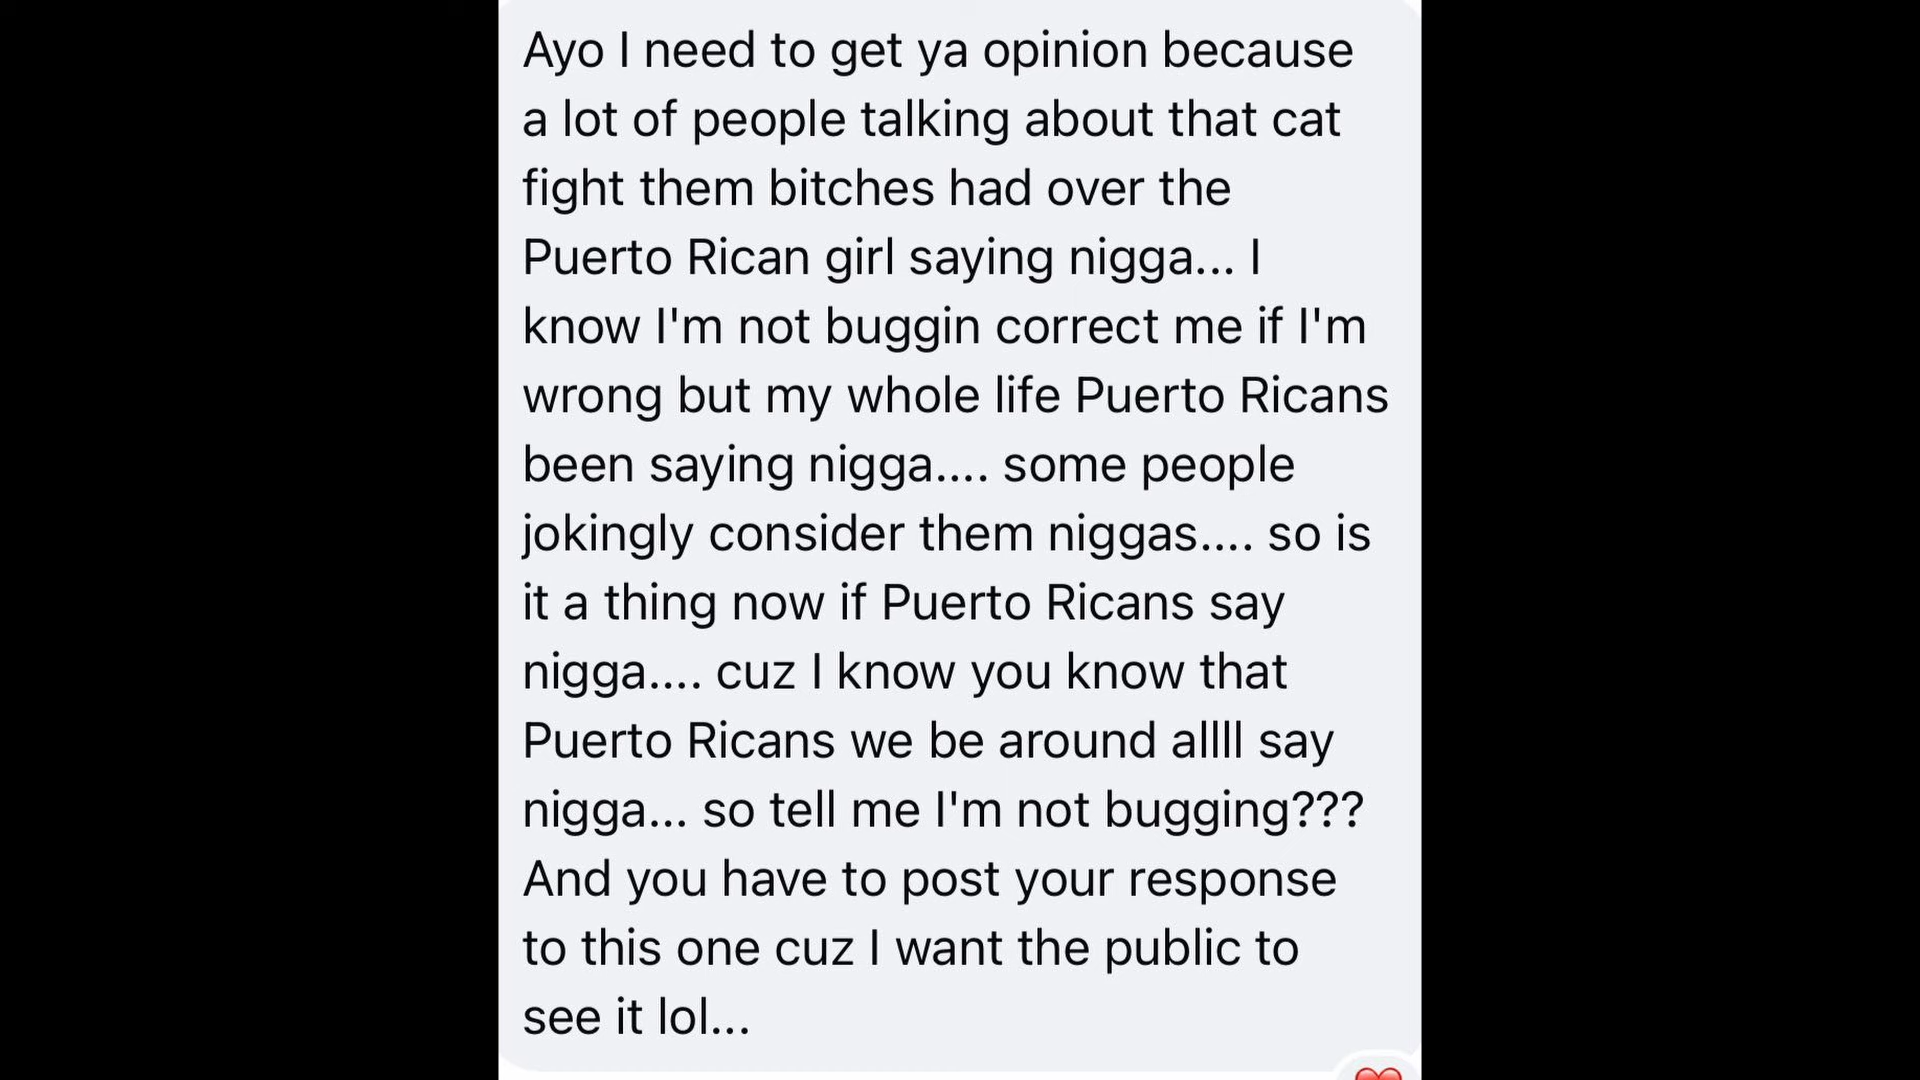 Ayo I need to get ya opinion because
a lot of people talking about that cat
fight them bitches had over the
Puerto Rican girl saying nigga... I
know I'm not buggin correct me if I'm
wrong but my whole life Puerto Ricans
been saying nigga.... some people
jokingly consider them niggas.... so is
it a thing now if Puerto Ricans say
nigga.... cuz I know you know that
Puerto Ricans we be around allll say
nigga... so tell me I'm not bugging???
And you have to post your response
to this one cuz I want the public to
see it lol...